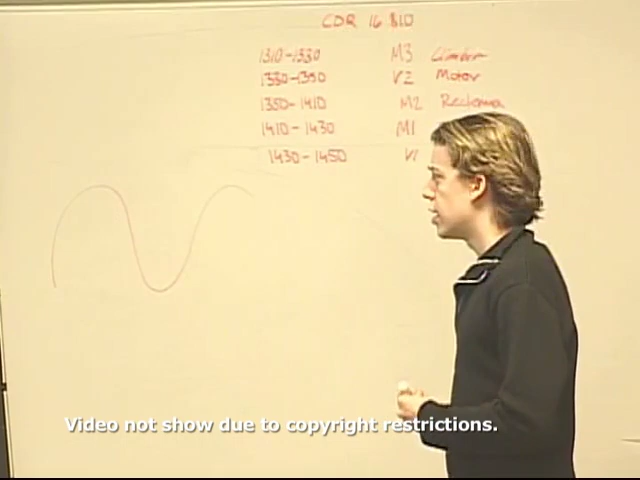 CDR 16.810
1310-1330 M3 Climber
1330-1350 V2 Motor
1350-1410 M2 Rectenna
1410-1430 M1
1430-1450 V1
Video not show due to copyright restrictions.